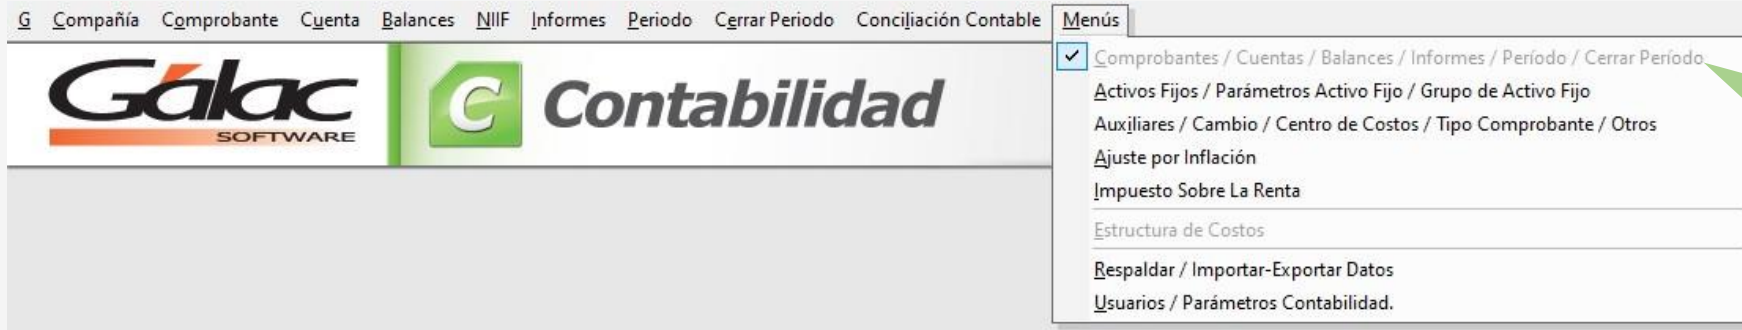 G Compañía Comprobante Cuenta Balances NIIF Informes Periodo Cerrar Periodo Conciliación Contable Menús
Gálac
SOFTWARE
C Contabilidad
Comprobantes / Cuentas / Balances / Informes / Período / Cerrar Período
Activos Fijos / Parámetros Activo Fijo / Grupo de Activo Fijo
Auxiliares / Cambio / Centro de Costos / Tipo Comprobante / Otros
Ajuste por Inflación
Impuesto Sobre La Renta
Estructura de Costos
Respaldar / Importar-Exportar Datos
Usuarios / Parámetros Contabilidad.